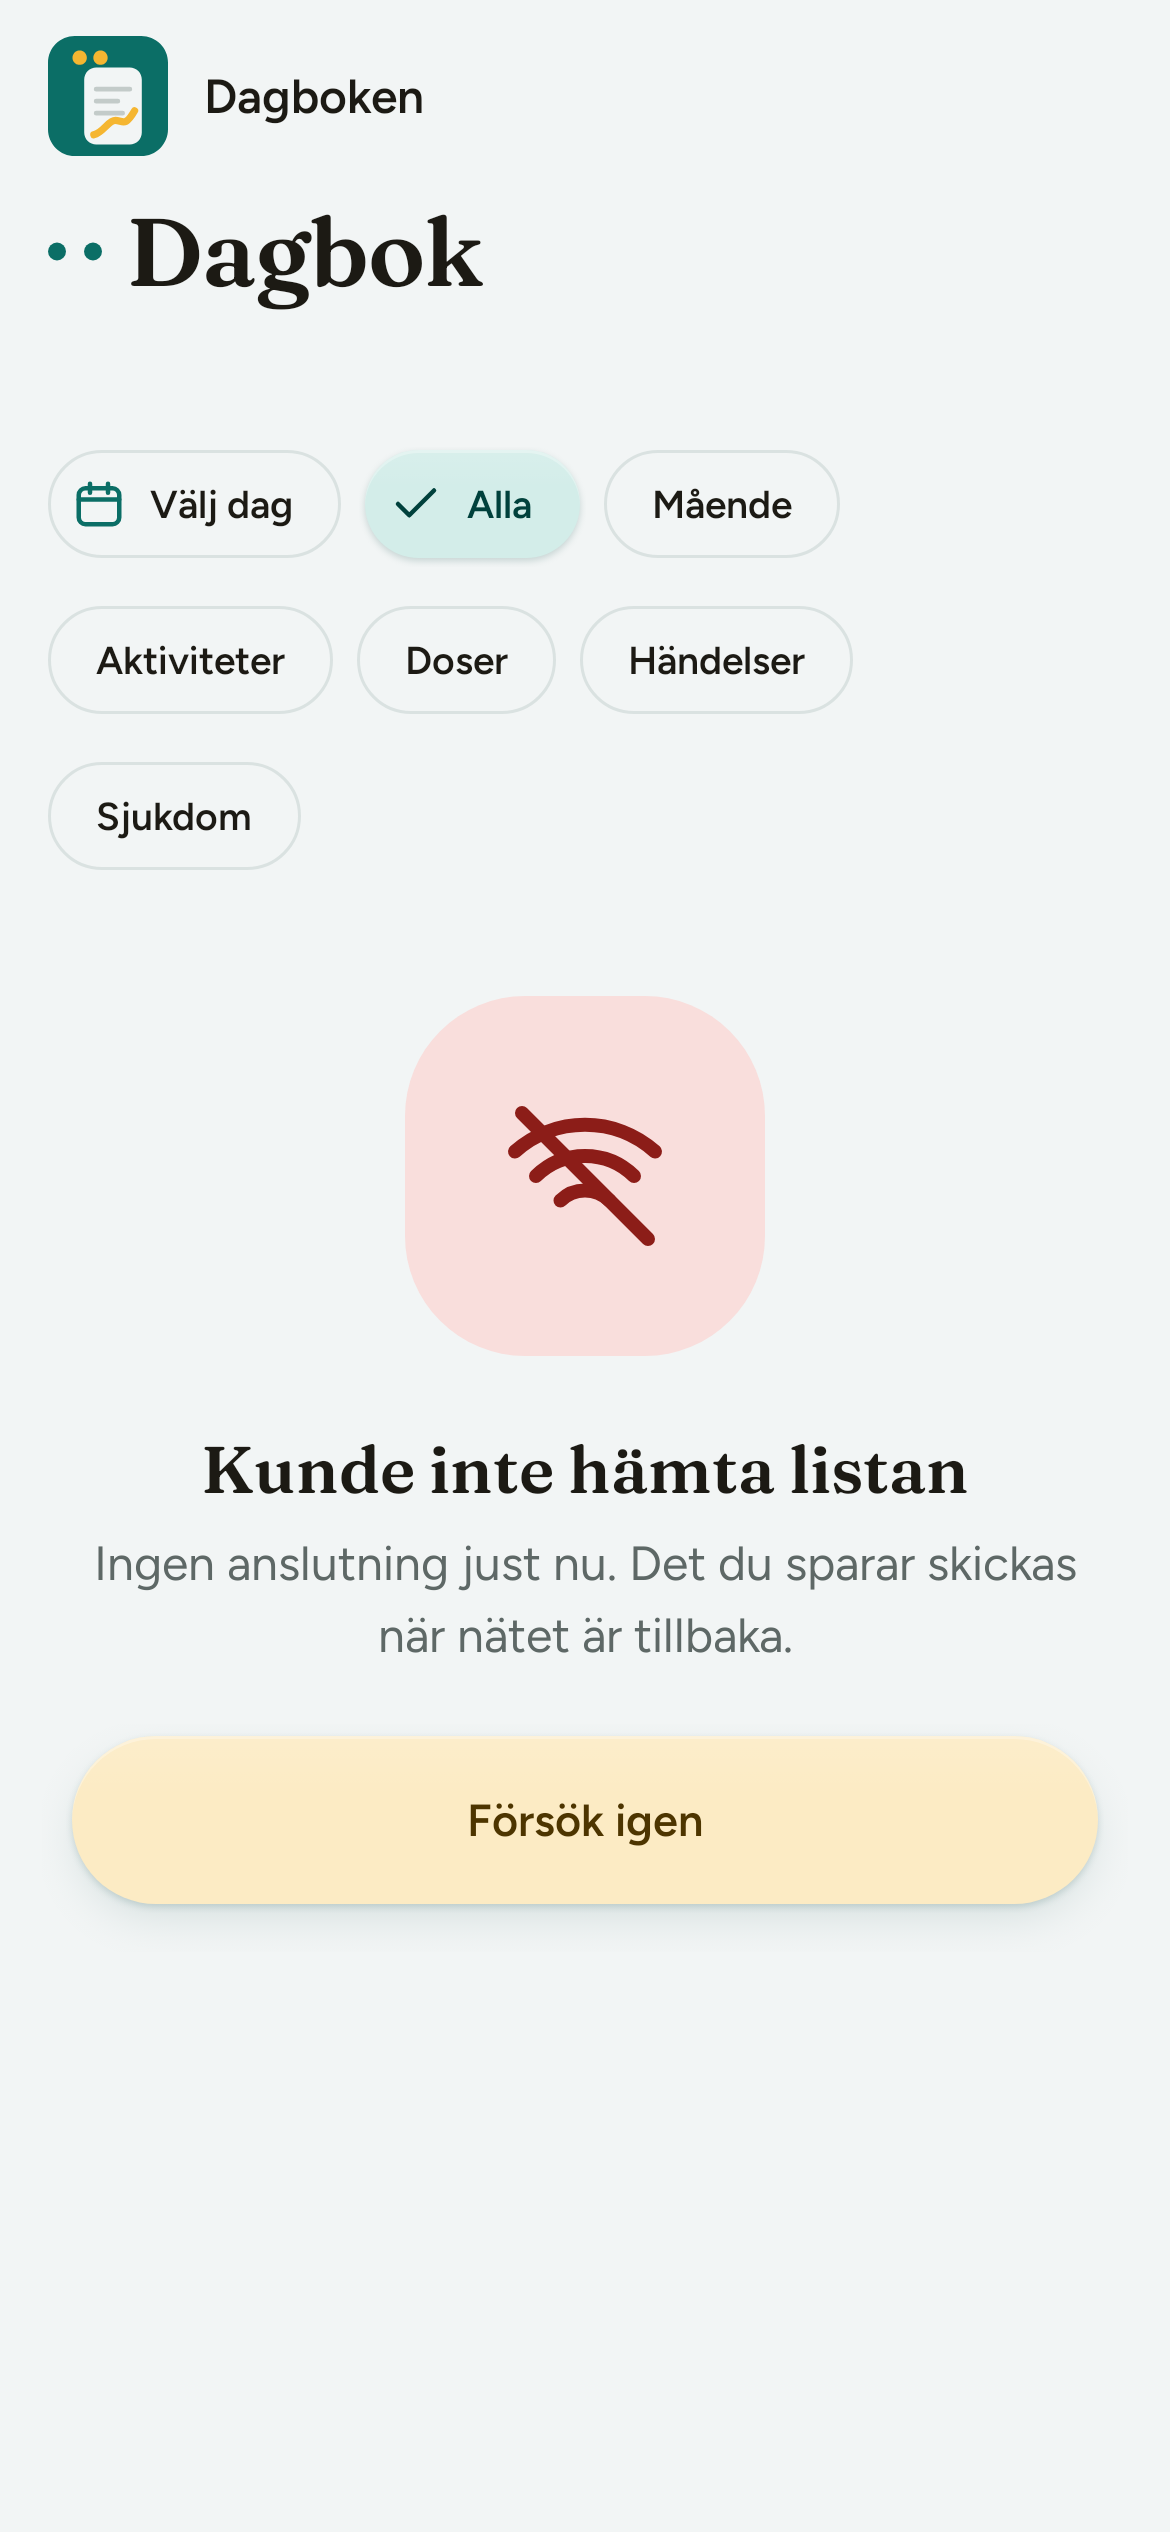 Dagboken
Dagbok
Välj dag
Alla
Mående
Aktiviteter
Doser
Händelser
Sjukdom
Kunde inte hämta listan
Ingen anslutning just nu. Det du sparar skickas
när nätet är tillbaka.
Försök igen